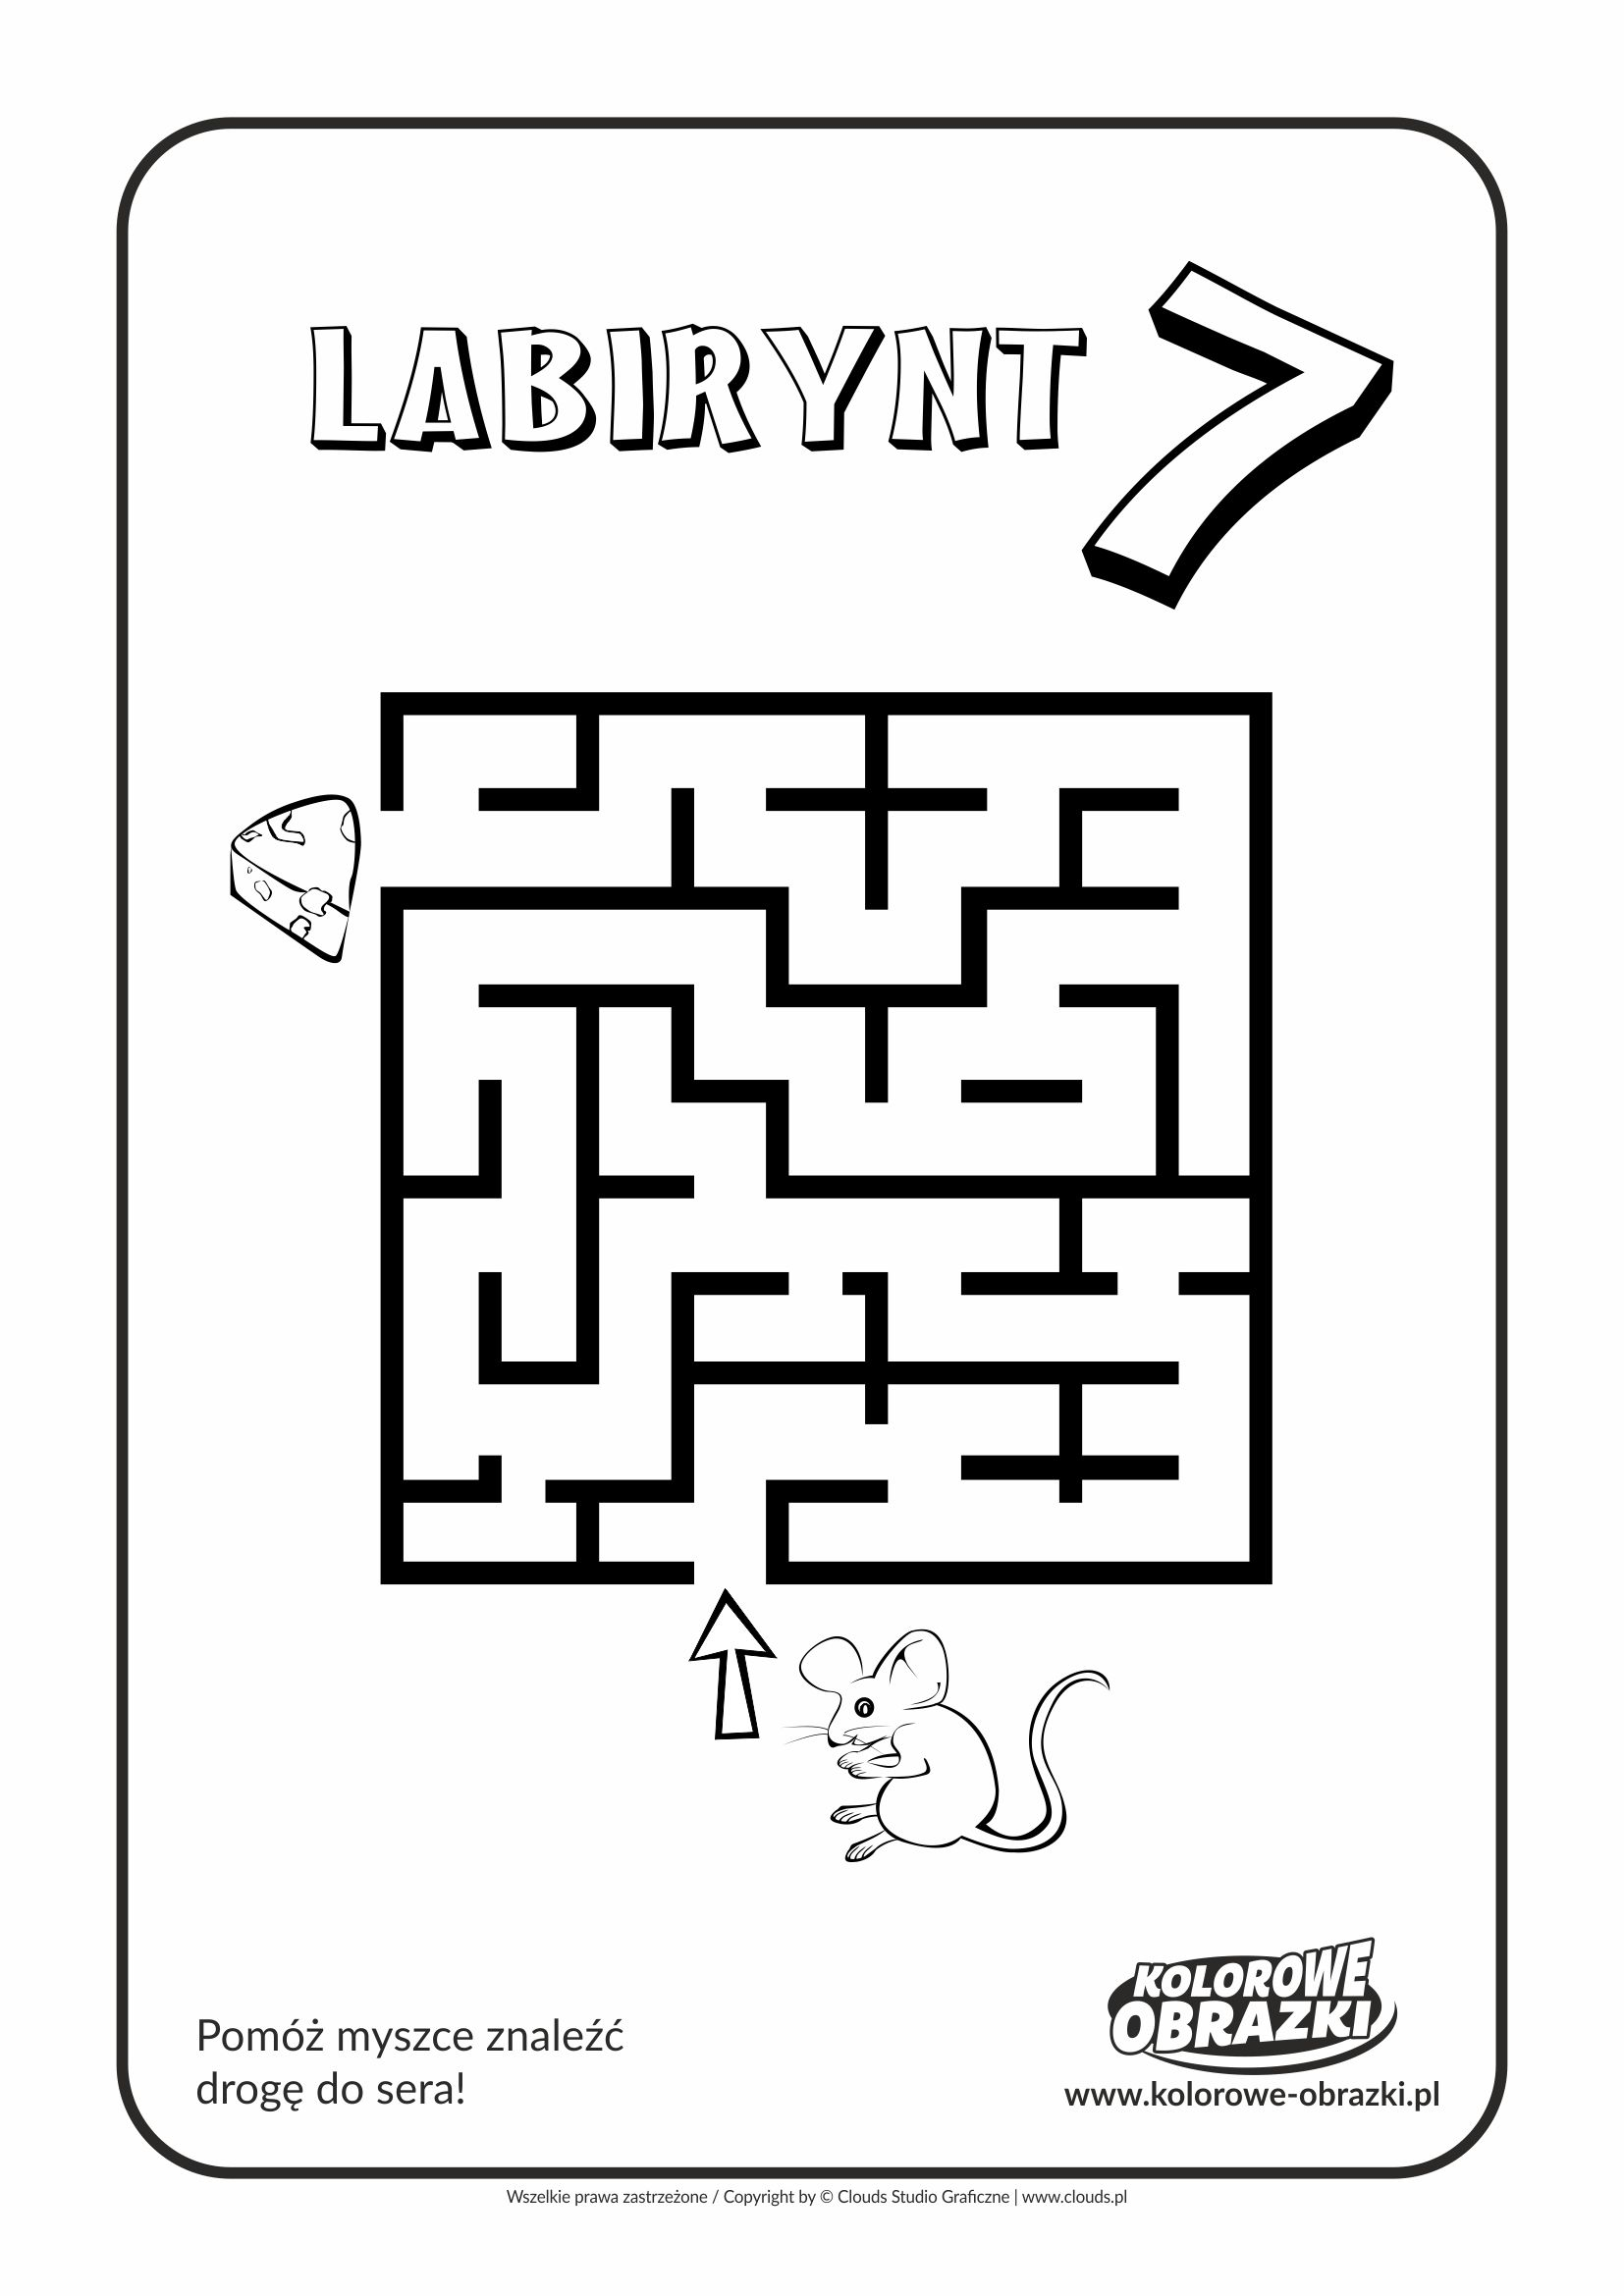 LABIRYNT 7
Pomóż myszce znaleźć
drogę do sera!
KOLOROWE
OBRAZKI
www.kolorowe-obrazki.pl
Wszelkie prawa zastrzeżone / Copyright by © Clouds Studio Graficzne | www.clouds.pl